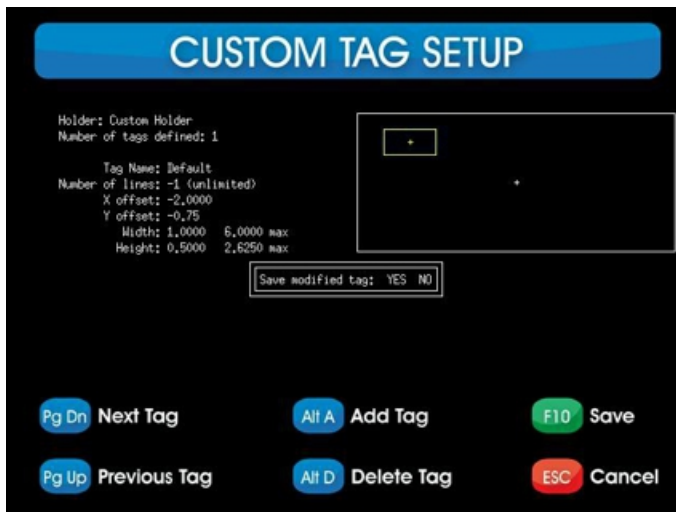 CUSTOM TAG SETUP
Holder: Custom Holder
Number of tags defined: 1
Tag Name: Default
Number of lines: -1 (unlimited)
X offset: -2.0000
Y offset: -0.75
Width: 1.0000 6.0000 max
Height: 0.5000 2.6250 max
Save modified tag: YES NO
Pg Dn Next Tag
Alt A Add Tag
F10 Save
Pg Up Previous Tag
Alt D Delete Tag
ESC Cancel